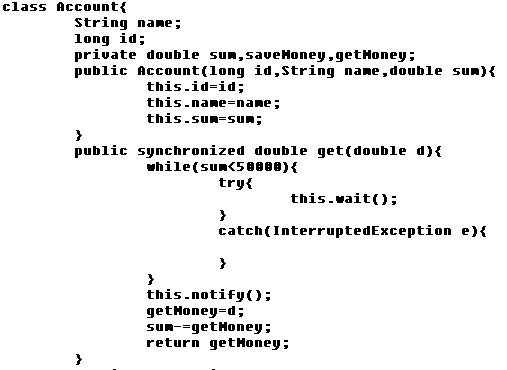 class Account{
String name;
long id;
private double sum,saveMoney,getMoney;
public Account(long id,String name,double sum){
this.id=id;
this.name=name;
this.sum=sum;
}
public synchronized double get(double d){
while(sum<50000){
try{
this.wait();
}
catch(InterruptedException e){
}
}
this.notify();
getMoney=d;
sum-=getMoney;
return getMoney;
}